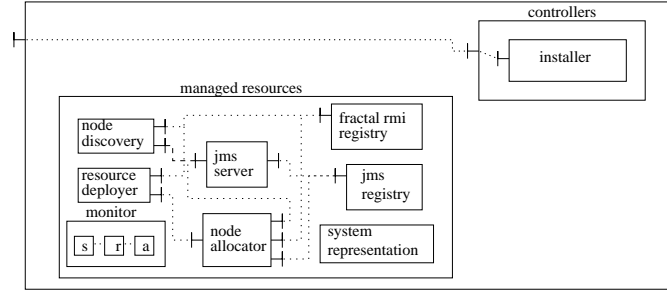 controllers
installer
managed resources
node
discovery
fractal rmi
registry
jms
server
resource
deployer
jms
registry
monitor
s r a
node
allocator
system
representation